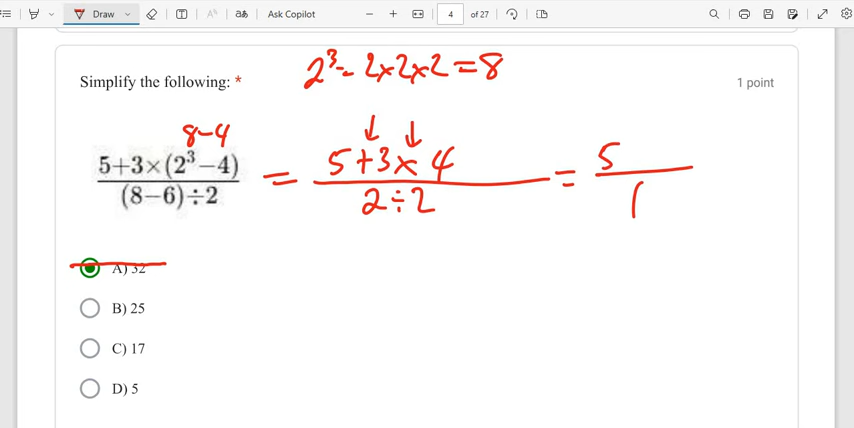 Draw
Ask Copilot
4 of 27
Simplify the following: *
1 point
2³ = 2×2×2 = 8
8-4
5+3×(2³−4)
(8−6)÷2
= 5+3×4
2÷2
= 5
1
A) 32
B) 25
C) 17
D) 5